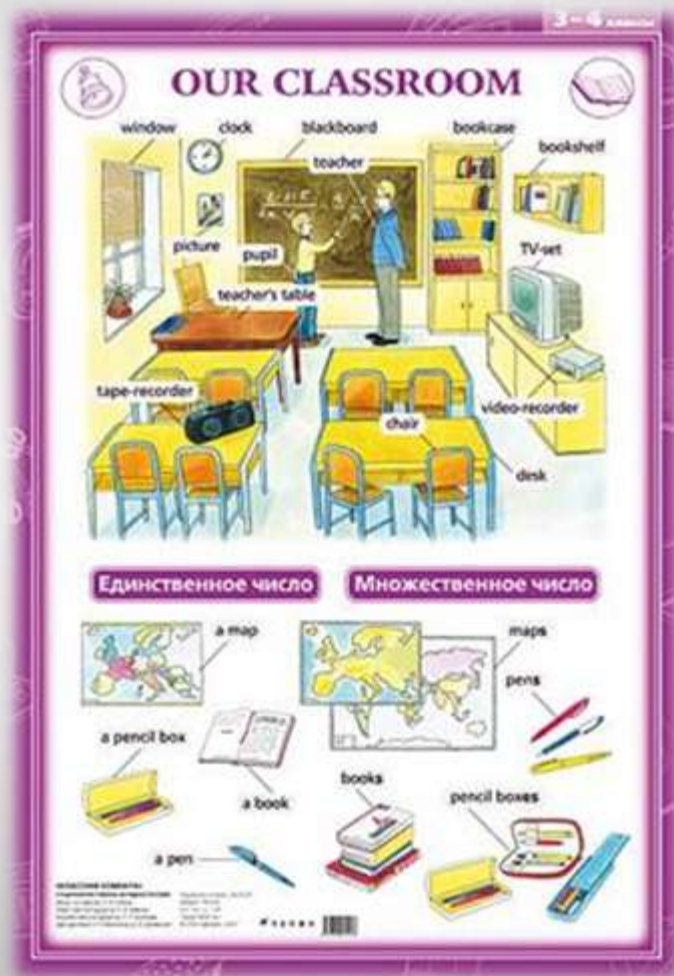 3–4 классы
OUR CLASSROOM
window clock blackboard bookcase
teacher bookshelf
picture pupil TV-set
teacher's table
tape-recorder chair video-recorder
desk
Единственное число Множественное число
a map maps
pens
a pencil box
books pencil boxes
a book
a pen